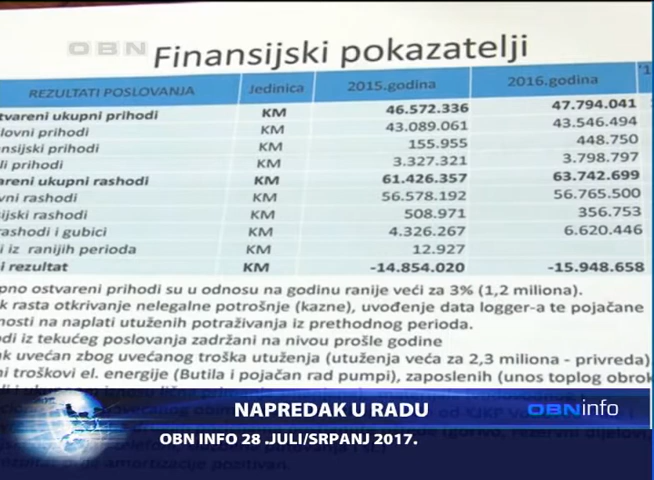 OBN
Finansijski pokazatelji
REZULTATI POSLOVANJA Jedinica 2015.godina 2016.godina
tvareni ukupni prihodi KM 46.572.336 47.794.041
lovni prihodi KM 43.089.061 43.546.494
ansijski prihodi KM 155.955 448.750
li prihodi KM 3.327.321 3.798.797
areni ukupni rashodi KM 61.426.357 63.742.699
vni rashodi KM 56.578.192 56.765.500
sijski rashodi KM 508.971 356.753
rashodi i gubici KM 4.326.267 6.620.446
i iz ranijih perioda KM 12.927
i rezultat KM -14.854.020 -15.948.658
pno ostvareni prihodi su u odnosu na godinu ranije veći za 3% (1,2 miliona).
k rasta otkrivanje nelegalne potrošnje (kazne), uvođenje data logger-a te pojačane
nosti na naplati utuženih potraživanja iz prethodnog perioda.
di iz tekućeg poslovanja zadržani na nivou prošle godine
ak uvećan zbog uvećanog troška utuženja (utuženja veća za 2,3 miliona - privreda)
ni troškovi el. energije (Butila i pojačan rad pumpi), zaposlenih (unos toplog obrok
NAPREDAK U RADU
OBNinfo
OBN INFO 28 .JULI/SRPANJ 2017.